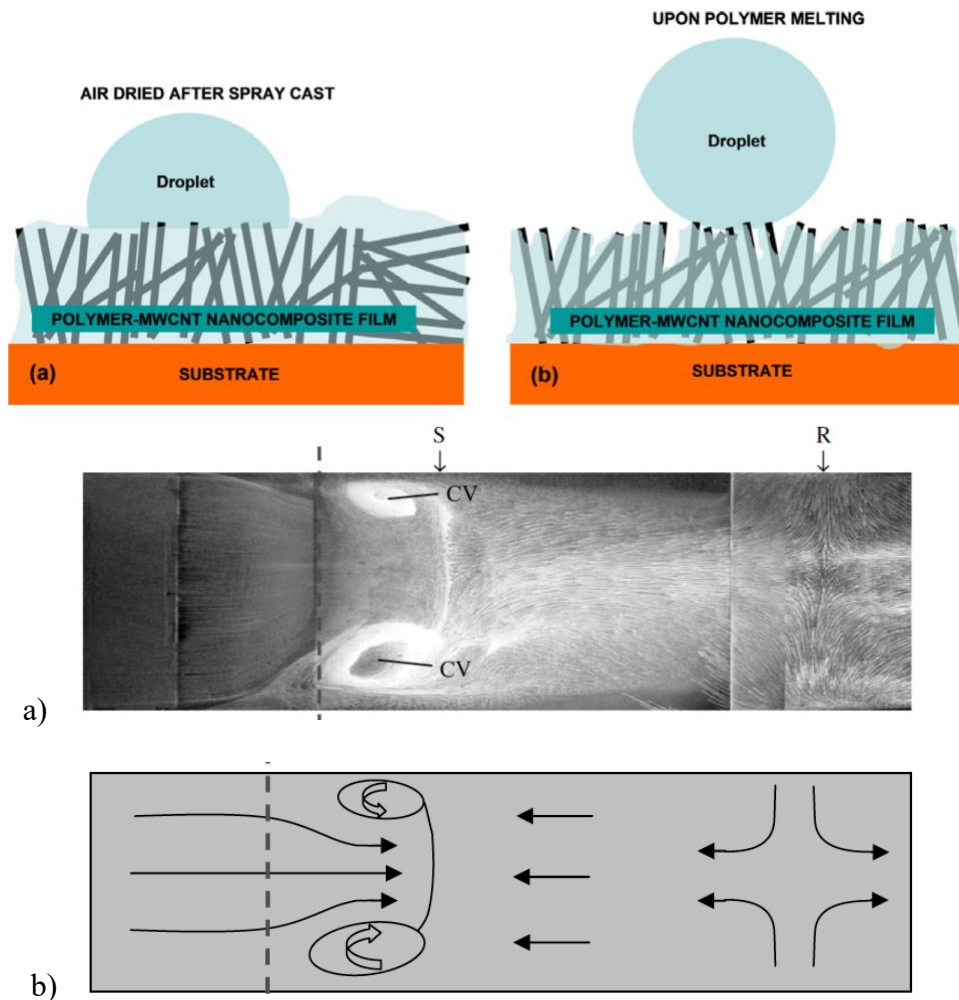 UPON POLYMER MELTING
AIR DRIED AFTER SPRAY CAST
Droplet
Droplet
POLYMER-MWCNT NANOCOMPOSITE FILM
POLYMER-MWCNT NANOCOMPOSITE FILM
(a)
SUBSTRATE
(b)
SUBSTRATE
S
R
CV
CV
a)
b)